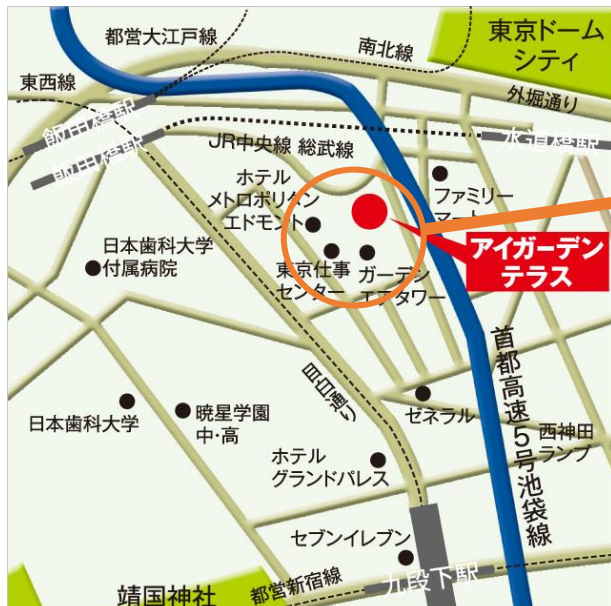 都営大江戸線
南北線
東京ドーム
シティ
東西線
外堀通り
飯田橋駅
飯田橋駅
水道橋駅
JR中央線 総武線
ホテル
メトロポリタン
エドモント
ファミリー
マート
アイガーデン
テラス
日本歯科大学
付属病院
東京仕事
センター
ガーデン
エアタワー
目白通り
首都高速5号池袋線
日本歯科大学
暁星学園
中・高
ゼネラル
西神田
ランプ
ホテル
グランドパレス
セブンイレブン
九段下駅
都営新宿線
靖国神社